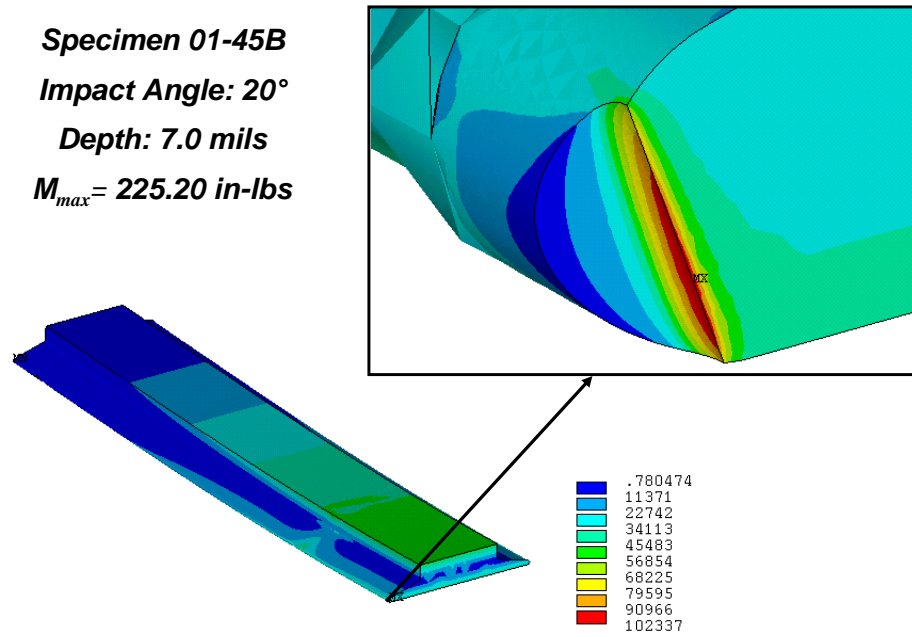 Specimen 01-45B
Impact Angle: 20°
Depth: 7.0 mils
Mmax= 225.20 in-lbs
MX
.780474
11371
22742
34113
45483
56854
68225
79595
90966
102337